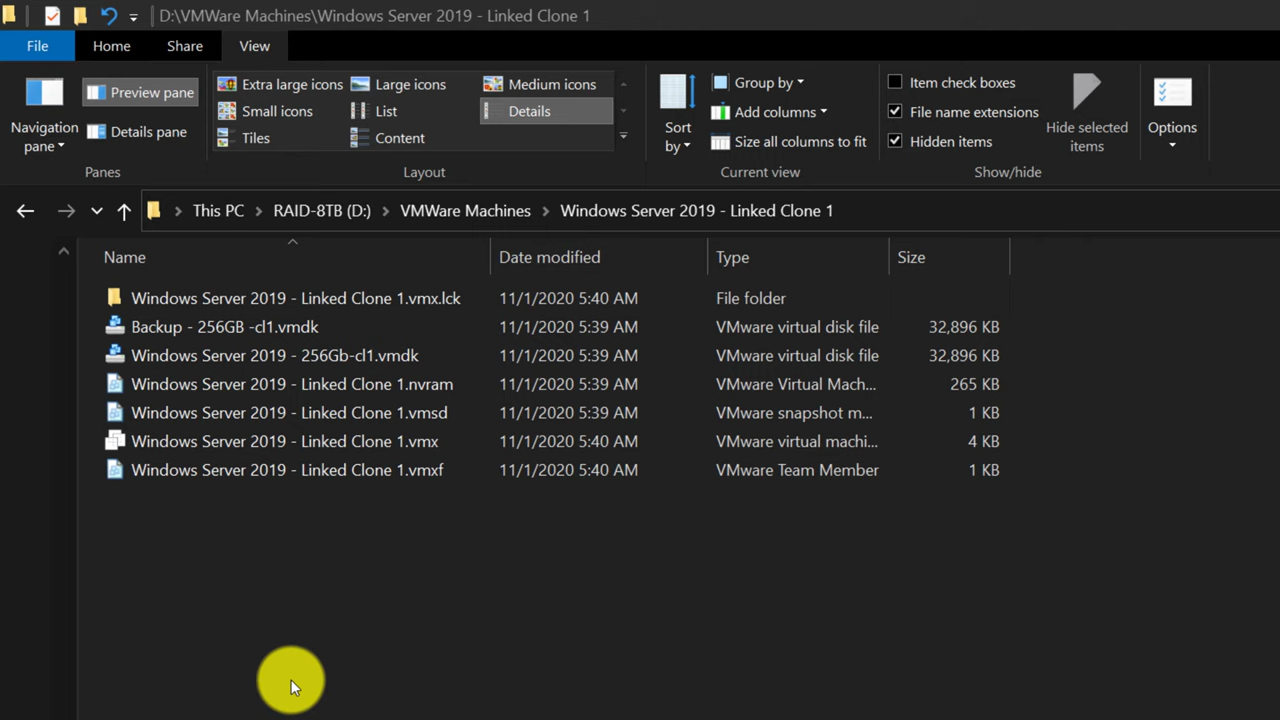 D:\VMWare Machines\Windows Server 2019 - Linked Clone 1
File Home Share View
Navigation pane
Preview pane
Details pane
Panes
Extra large icons Large icons Medium icons
Small icons List Details
Tiles Content
Layout
Sort by
Group by
Add columns
Size all columns to fit
Current view
Item check boxes
File name extensions
Hidden items
Hide selected items
Show/hide
Options
This PC RAID-8TB (D:) VMWare Machines Windows Server 2019 - Linked Clone 1
Name Date modified Type Size
Windows Server 2019 - Linked Clone 1.vmx.lck 11/1/2020 5:40 AM File folder
Backup - 256GB -cl1.vmdk 11/1/2020 5:39 AM VMware virtual disk file 32,896 KB
Windows Server 2019 - 256Gb-cl1.vmdk 11/1/2020 5:39 AM VMware virtual disk file 32,896 KB
Windows Server 2019 - Linked Clone 1.nvram 11/1/2020 5:39 AM VMware Virtual Mach... 265 KB
Windows Server 2019 - Linked Clone 1.vmsd 11/1/2020 5:39 AM VMware snapshot m... 1 KB
Windows Server 2019 - Linked Clone 1.vmx 11/1/2020 5:40 AM VMware virtual machi... 4 KB
Windows Server 2019 - Linked Clone 1.vmxf 11/1/2020 5:40 AM VMware Team Member 1 KB